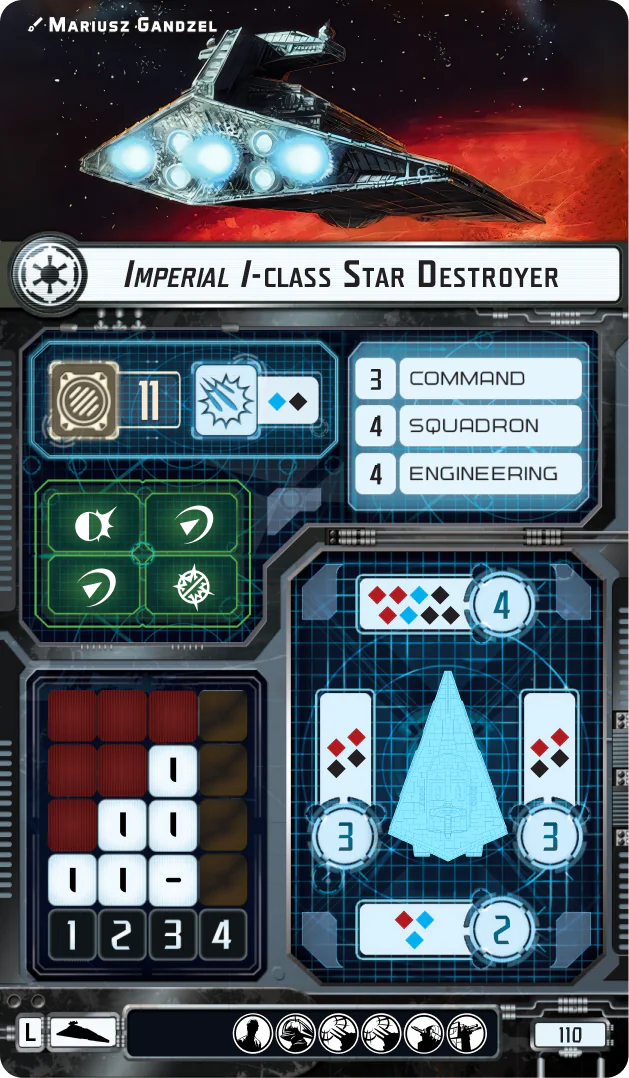 Mariusz Gandzel
Imperial I-class Star Destroyer
11
3 COMMAND
4 SQUADRON
4 ENGINEERING
4
I
3 3
I I
I I -
2
1 2 3 4
L 110